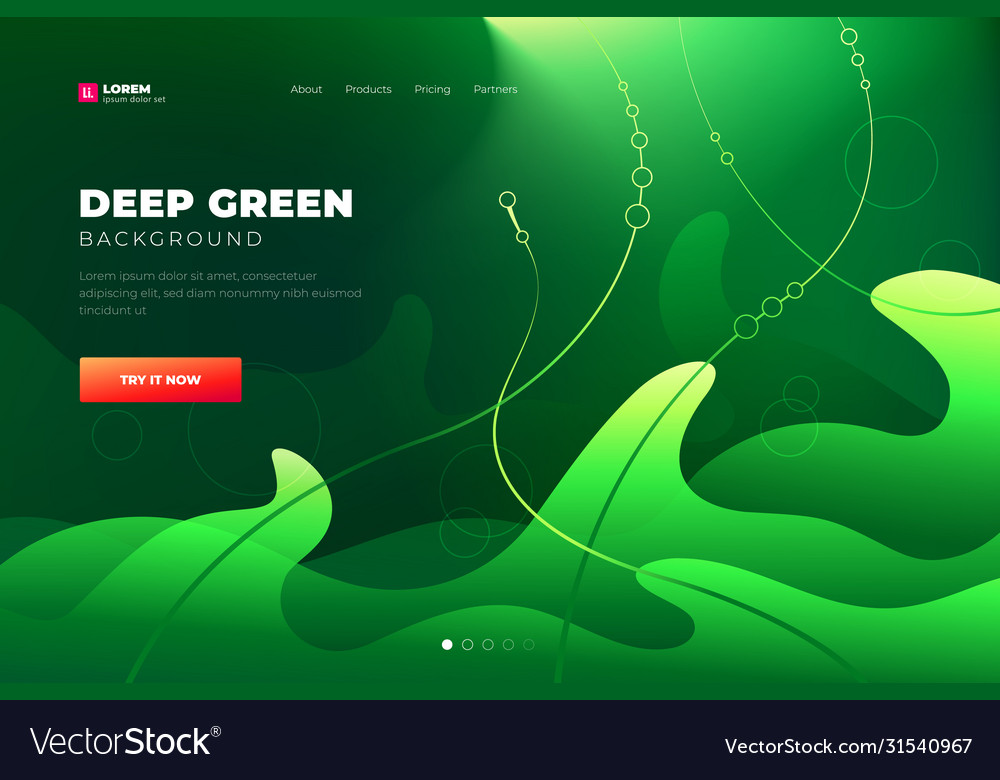 li. LOREM
ipsum dolor set
About Products Pricing Partners
DEEP GREEN
BACKGROUND
Lorem ipsum dolor sit amet, consectetuer
adipiscing elit, sed diam nonummy nibh euismod
tincidunt ut
TRY IT NOW
VectorStock®
VectorStock.com/31540967